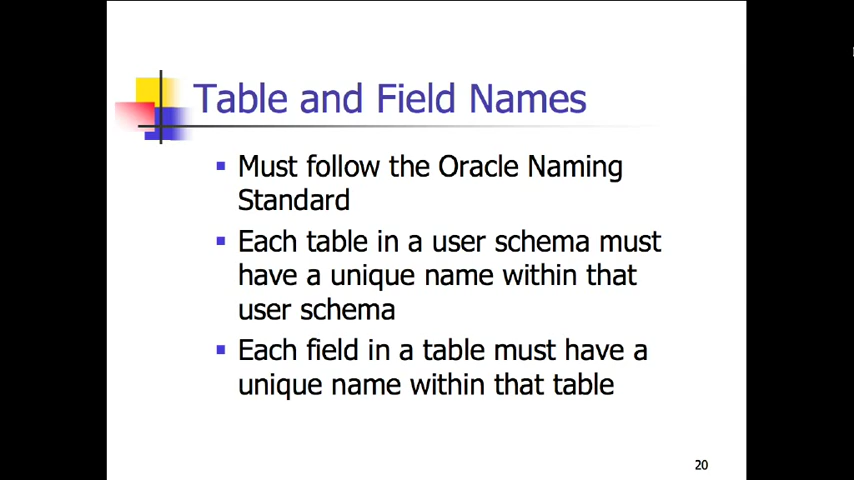 Table and Field Names
Must follow the Oracle Naming
Standard
Each table in a user schema must
have a unique name within that
user schema
Each field in a table must have a
unique name within that table
20